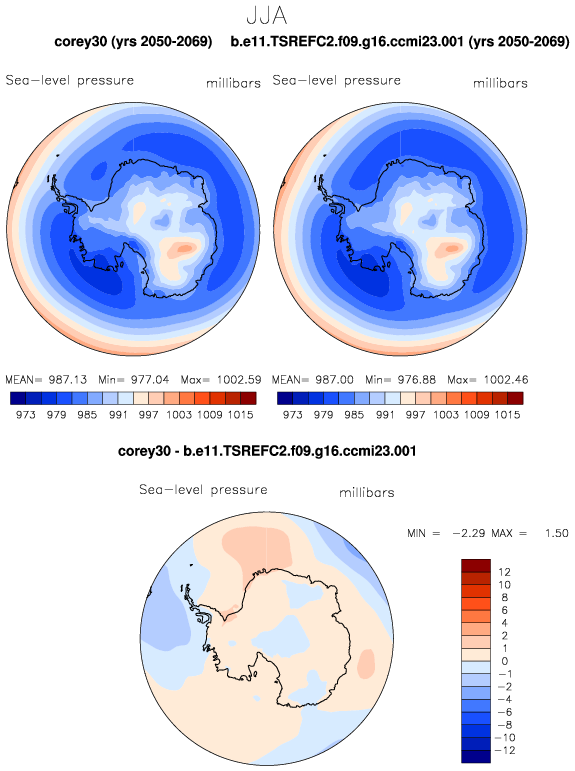 JJA
corey30 (yrs 2050-2069) b.e11.TSREFC2.f09.g16.ccmi23.001 (yrs 2050-2069)
Sea-level pressure millibars Sea-level pressure millibars
MEAN= 987.13 Min= 977.04 Max= 1002.59 MEAN= 987.00 Min= 976.88 Max= 1002.46
973 979 985 991 997 1003 1009 1015 973 979 985 991 997 1003 1009 1015
corey30 - b.e11.TSREFC2.f09.g16.ccmi23.001
Sea-level pressure millibars
MIN = -2.29 MAX = 1.50
12
10
8
6
4
2
1
0
-1
-2
-4
-6
-8
-10
-12